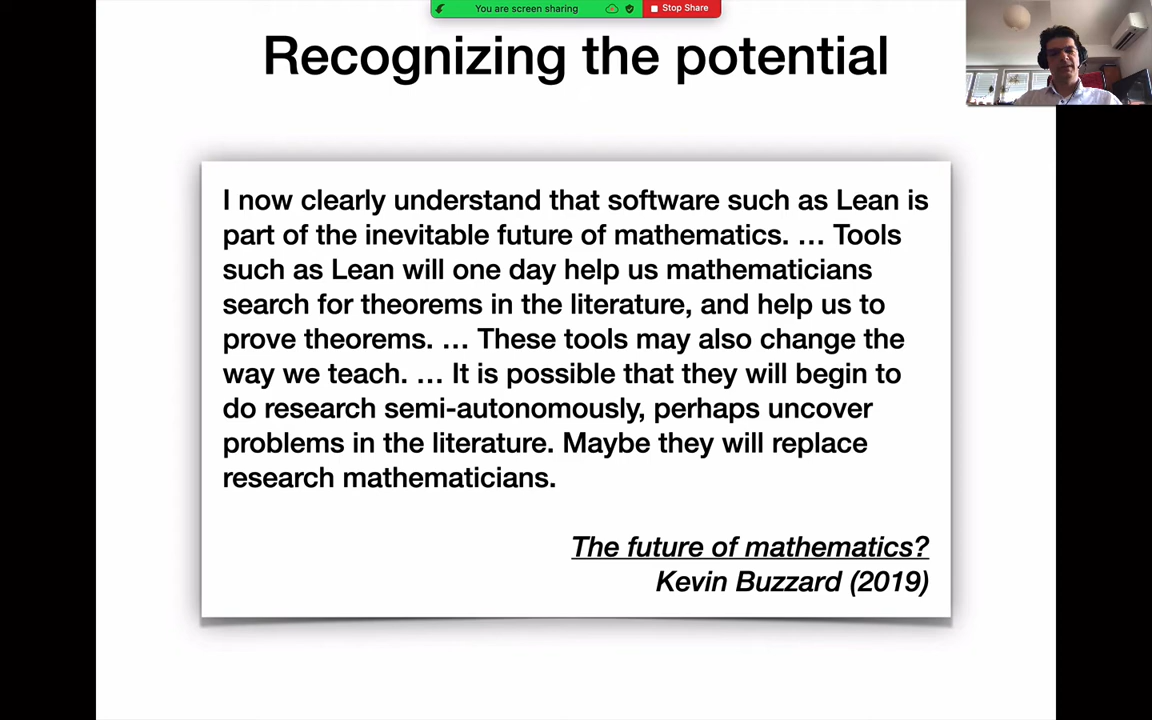 You are screen sharing
Stop Share
Recognizing the potential
I now clearly understand that software such as Lean is
part of the inevitable future of mathematics. … Tools
such as Lean will one day help us mathematicians
search for theorems in the literature, and help us to
prove theorems. … These tools may also change the
way we teach. … It is possible that they will begin to
do research semi-autonomously, perhaps uncover
problems in the literature. Maybe they will replace
research mathematicians.
The future of mathematics?
Kevin Buzzard (2019)